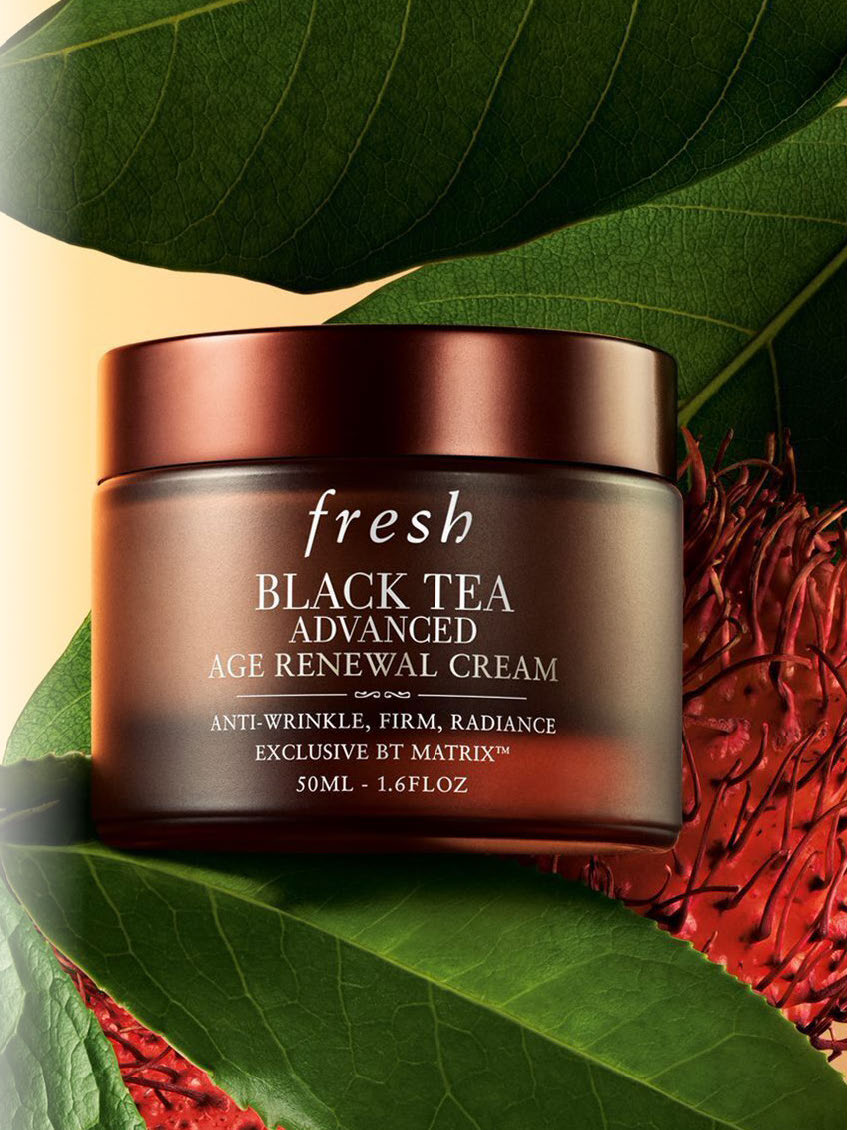 fresh
BLACK TEA
ADVANCED
AGE RENEWAL CREAM
ANTI-WRINKLE, FIRM, RADIANCE
EXCLUSIVE BT MATRIX™
50ML - 1.6FLOZ